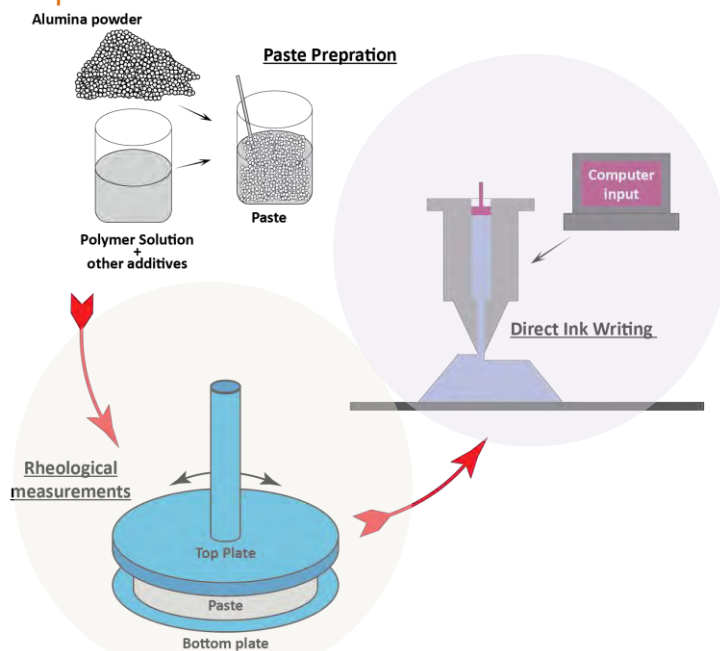 Alumina powder
Paste Prepration
Polymer Solution
+
other additives
Paste
Computer
input
Direct Ink Writing
Rheological
measurements
Top Plate
Paste
Bottom plate